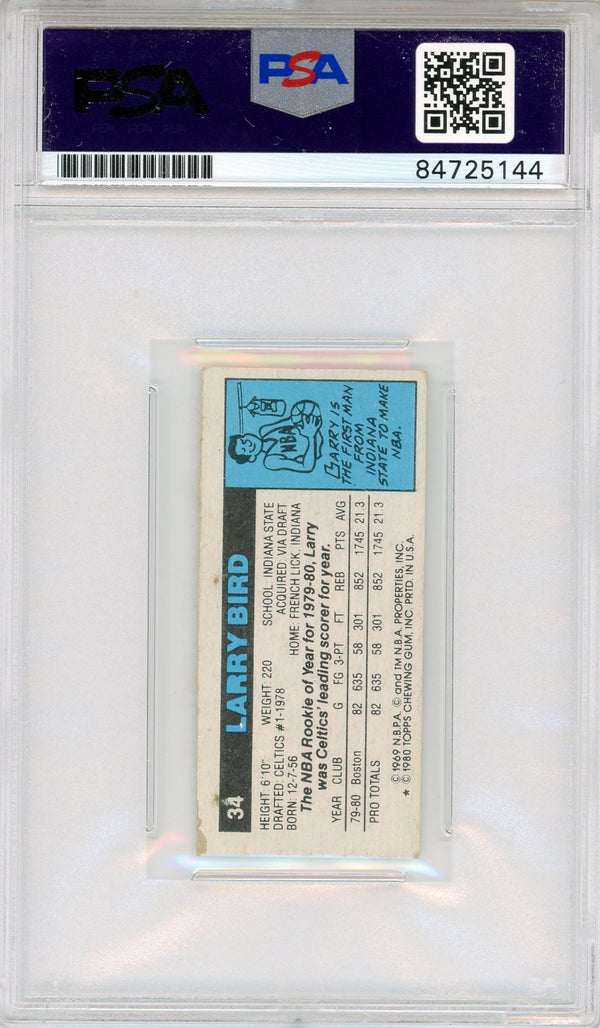 PSA
PSA
84725144
34 LARRY BIRD
HEIGHT: 6'10" WEIGHT: 220 SCHOOL: INDIANA STATE
DRAFTED: CELTICS #1-1978 ACQUIRED: VIA DRAFT
BORN: 12-7-56 HOME: FRENCH LICK, INDIANA
The NBA Rookie of Year for 1979-80, Larry
was Celtics' leading scorer for year.
YEAR CLUB G FG 3-PT FT REB PTS AVG
79-80 Boston 82 635 58 301 852 1745 21.3
PRO TOTALS 82 635 58 301 852 1745 21.3
© 1969 N.B.P.A. © and TM N.B.A. PROPERTIES, INC.
* © 1980 TOPPS CHEWING GUM, INC. PRTD. IN U.S.A.
NBA
LARRY IS
THE FIRST MAN
FROM
INDIANA
STATE TO MAKE
NBA.